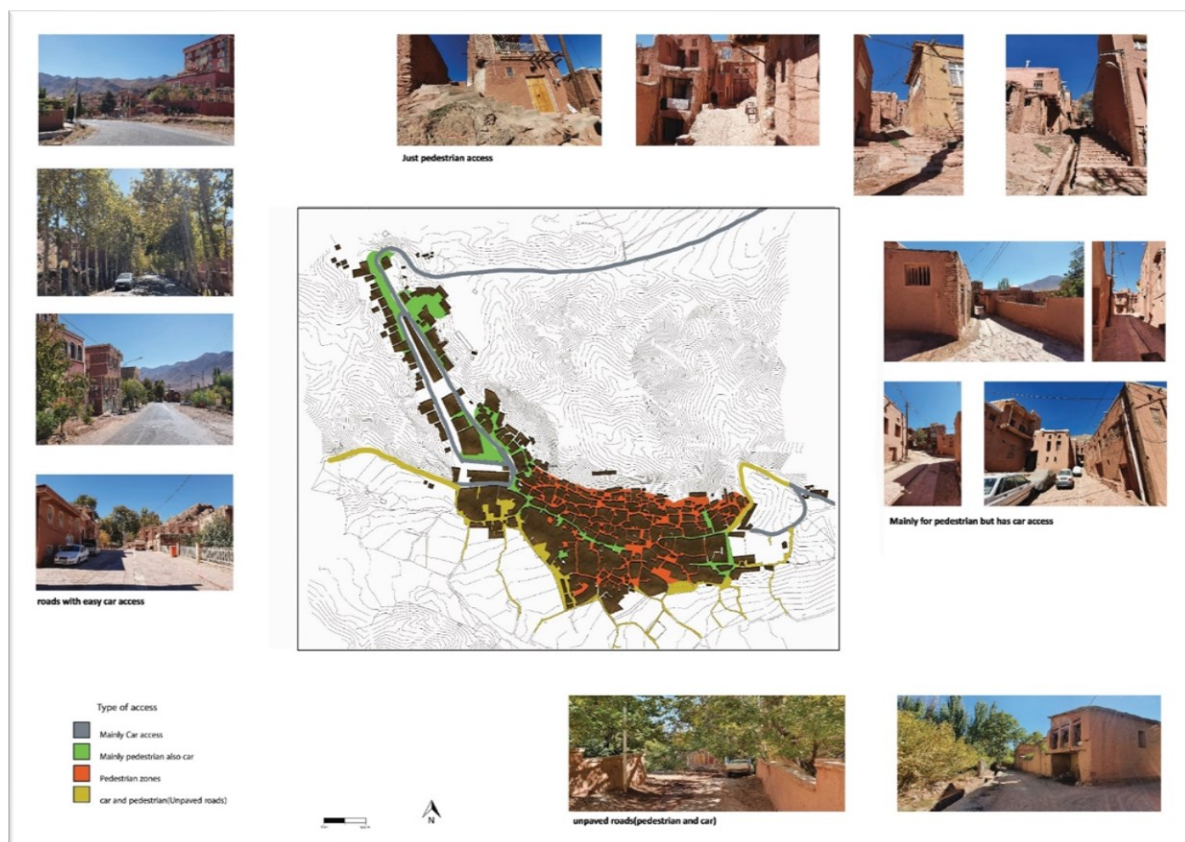 Just pedestrian access
Mainly for pedestrian but has car access
roads with easy car access
Type of access
Mainly Car access
Mainly pedestrian also car
Pedestrian zones
car and pedestrian(Unpaved roads)
N
unpaved roads(pedestrian and car)